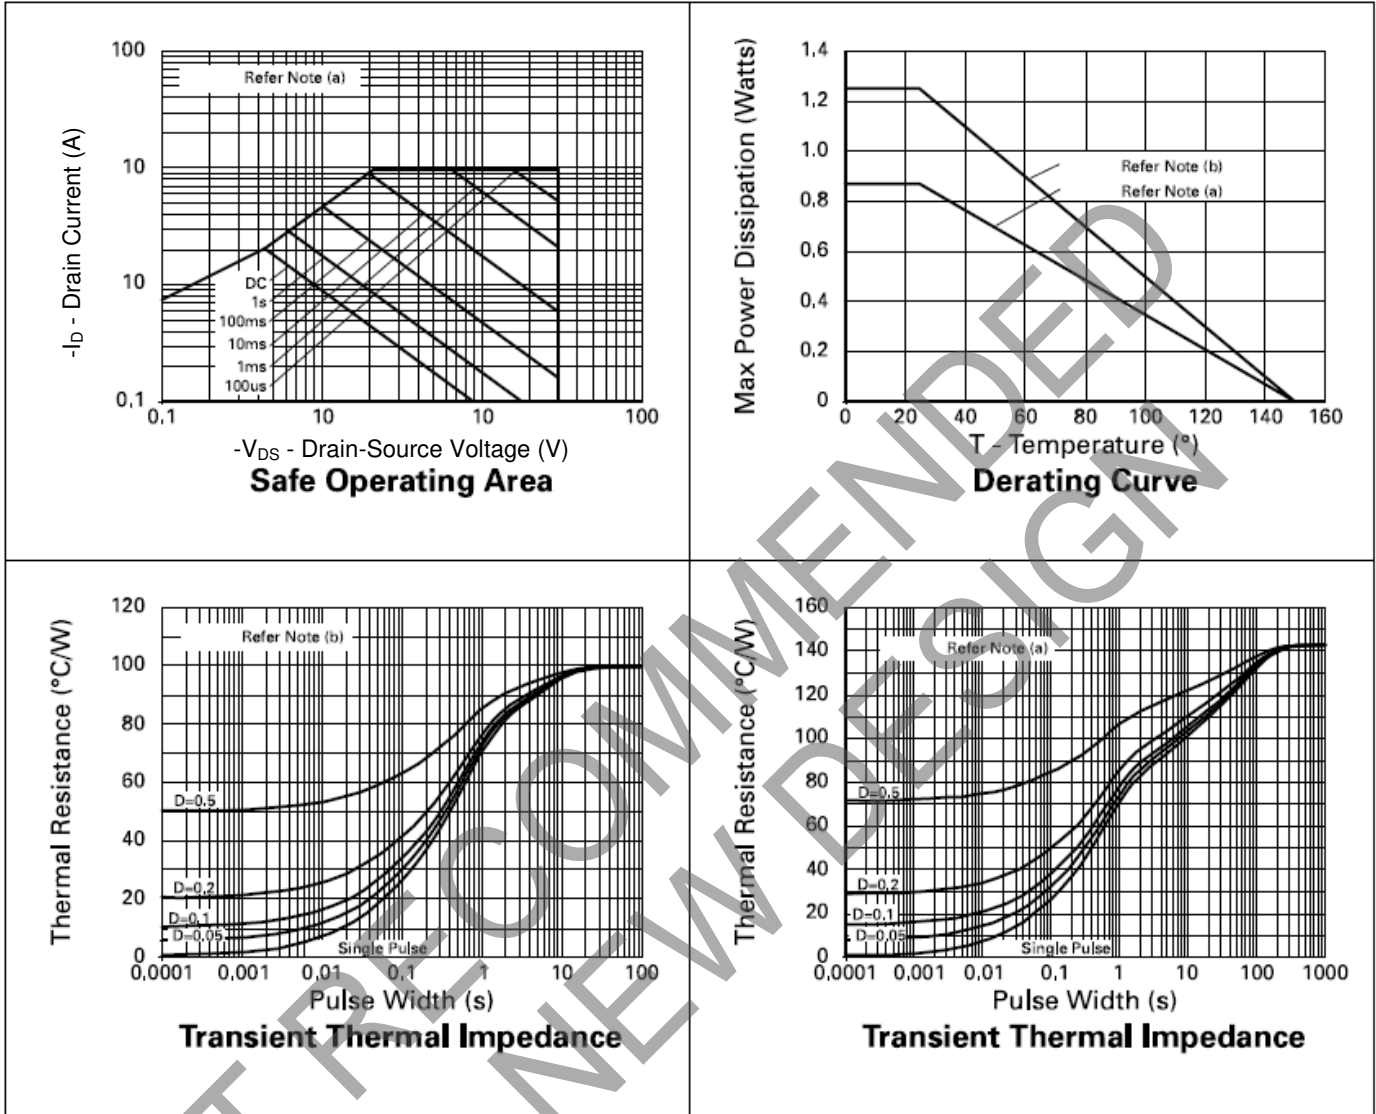 100
10
10
0.1
-ID - Drain Current (A)
Refer Note (a)
DC
1s
100ms
10ms
1ms
100us
0.1 10 10 100
-VDS - Drain-Source Voltage (V)
Safe Operating Area
1.4
1.2
1.0
0.8
0.6
0.4
0.2
0
Max Power Dissipation (Watts)
Refer Note (b)
Refer Note (a)
0 20 40 60 80 100 120 140 160
T - Temperature (°)
Derating Curve
120
100
80
60
40
20
0
Thermal Resistance (°C/W)
Refer Note (b)
D=0.5
D=0.2
D=0.1
D=0.05
Single Pulse
0.0001 0.001 0.01 0.1 1 10 100
Pulse Width (s)
Transient Thermal Impedance
160
140
120
100
80
60
40
20
0
Thermal Resistance (°C/W)
Refer Note (a)
D=0.5
D=0.2
D=0.1
D=0.05
Single Pulse
0.0001 0.001 0.01 0.1 1 10 100 1000
Pulse Width (s)
Transient Thermal Impedance
T RECOMMENDED
NEW DESIGN